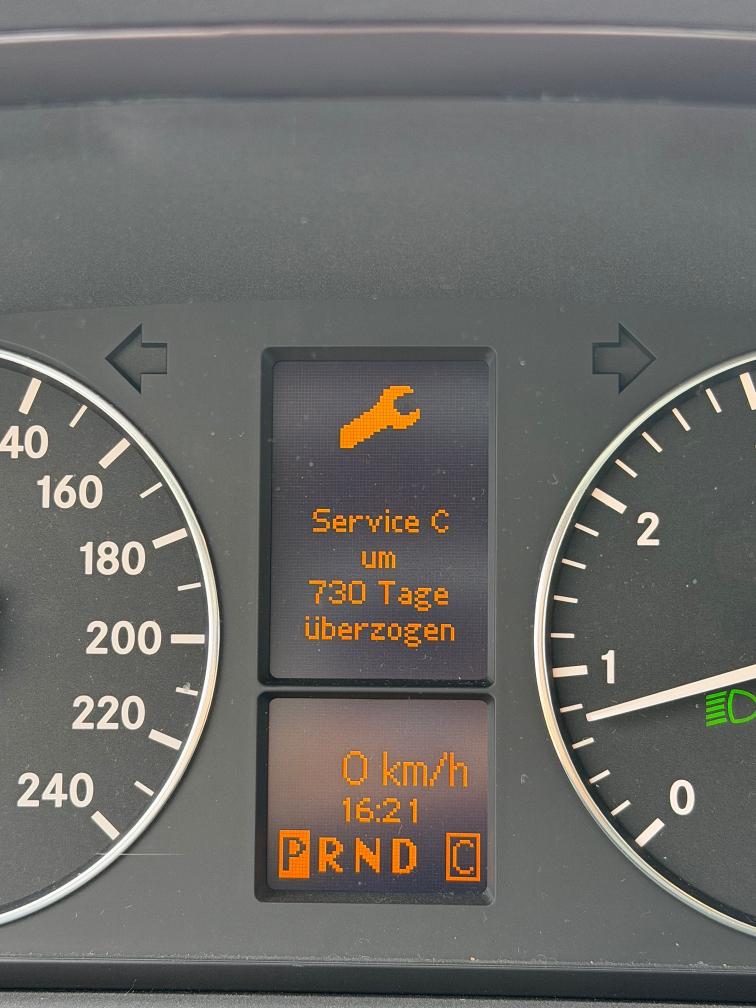 40
160
180
200
220
240
Service C
um
730 Tage
überzogen
0 km/h
16:21
PRND C
2
1
0